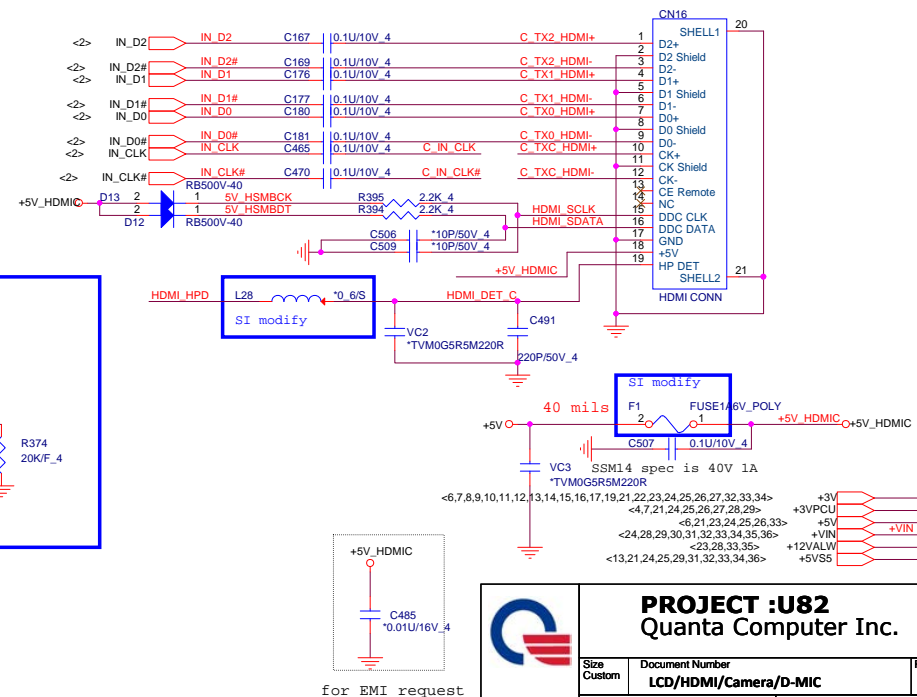 CN16
20
SHELL1
<2> IN_D2 IN_D2 C167 0.1U/10V_4 C_TX2_HDMI+ 1 D2+
2 D2 Shield
<2> IN_D2# IN_D2# C169 0.1U/10V_4 C_TX2_HDMI- 3 D2-
<2> IN_D1 IN_D1 C176 0.1U/10V_4 C_TX1_HDMI+ 4 D1+
5 D1 Shield
<2> IN_D1# IN_D1# C177 0.1U/10V_4 C_TX1_HDMI- 6 D1-
<2> IN_D0 IN_D0 C180 0.1U/10V_4 C_TX0_HDMI+ 7 D0+
8 D0 Shield
<2> IN_D0# IN_D0# C181 0.1U/10V_4 C_TX0_HDMI- 9 D0-
<2> IN_CLK IN_CLK C465 0.1U/10V_4 C_IN_CLK C_TXC_HDMI+ 10 CK+
11 CK Shield
<2> IN_CLK# IN_CLK# C470 0.1U/10V_4 C_IN_CLK# C_TXC_HDMI- 12 CK-
RB500V-40 13 CE Remote
+5V_HDMIC D13 2 1 5V_HSMBCK R395 2.2K_4 14 NC
2 1 5V_HSMBDT R394 2.2K_4 HDMI_SCLK 15 DDC CLK
D12 RB500V-40 HDMI_SDATA 16 DDC DATA
C506 *10P/50V_4 17 GND
C509 *10P/50V_4 18 +5V
+5V_HDMIC 19 HP DET
SHELL2 21
HDMI CONN
HDMI_HPD L28 *0_6/S HDMI_DET_C
SI modify
C491
VC2
*TVM0G5R5M220R
220P/50V_4
SI modify
40 mils F1 FUSE1A6V_POLY
+5V 2 1 +5V_HDMIC +5V_HDMIC
C507 0.1U/10V_4
R374
20K/F_4
VC3 SSM14 spec is 40V 1A
*TVM0G5R5M220R
<6,7,8,9,10,11,12,13,14,15,16,17,19,21,22,23,24,25,26,27,32,33,34> +3V
<4,7,21,24,25,26,27,28,29> +3VPCU
<6,21,23,24,25,26,33> +5V
<24,28,29,30,31,32,33,34,35,36> +VIN +VIN
<23,28,33,35> +12VALW
<13,21,24,25,29,31,32,33,34,36> +5VS5
+5V_HDMIC
C485
*0.01U/16V_4
for EMI request
PROJECT :U82
Quanta Computer Inc.
Size Document Number
Custom LCD/HDMI/Camera/D-MIC